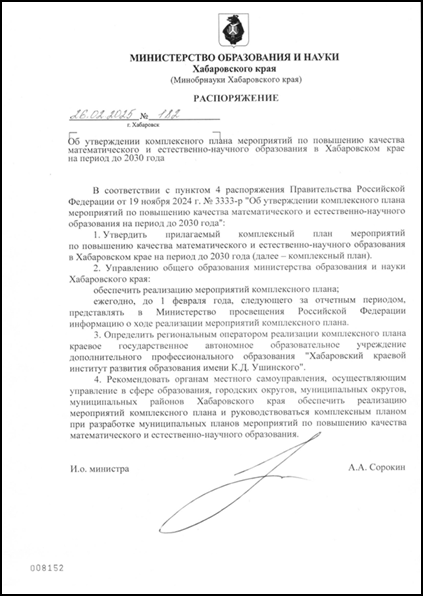 МИНИСТЕРСТВО ОБРАЗОВАНИЯ И НАУКИ
Хабаровского края
(Минобрнауки Хабаровского края)
РАСПОРЯЖЕНИЕ
26.02.2025 № 182
г. Хабаровск
Об утверждении комплексного плана мероприятий по повышению качества
математического и естественно-научного образования в Хабаровском крае
на период до 2030 года
В соответствии с пунктом 4 распоряжения Правительства Российской
Федерации от 19 ноября 2024 г. № 3333-р "Об утверждении комплексного плана
мероприятий по повышению качества математического и естественно-научного
образования на период до 2030 года":
1. Утвердить прилагаемый комплексный план мероприятий
по повышению качества математического и естественно-научного образования
в Хабаровском крае на период до 2030 года (далее – комплексный план).
2. Управлению общего образования министерства образования и науки
Хабаровского края:
обеспечить реализацию мероприятий комплексного плана;
ежегодно, до 1 февраля года, следующего за отчетным периодом,
представлять в Министерство просвещения Российской Федерации
информацию о ходе реализации мероприятий комплексного плана.
3. Определить региональным оператором реализации комплексного плана
краевое государственное автономное образовательное учреждение
дополнительного профессионального образования "Хабаровский краевой
институт развития образования имени К.Д. Ушинского".
4. Рекомендовать органам местного самоуправления, осуществляющим
управление в сфере образования, городских округов, муниципальных округов,
муниципальных районов Хабаровского края обеспечить реализацию
мероприятий комплексного плана и руководствоваться комплексным планом
при разработке муниципальных планов мероприятий по повышению качества
математического и естественно-научного образования.
И.о. министра А.А. Сорокин
008152